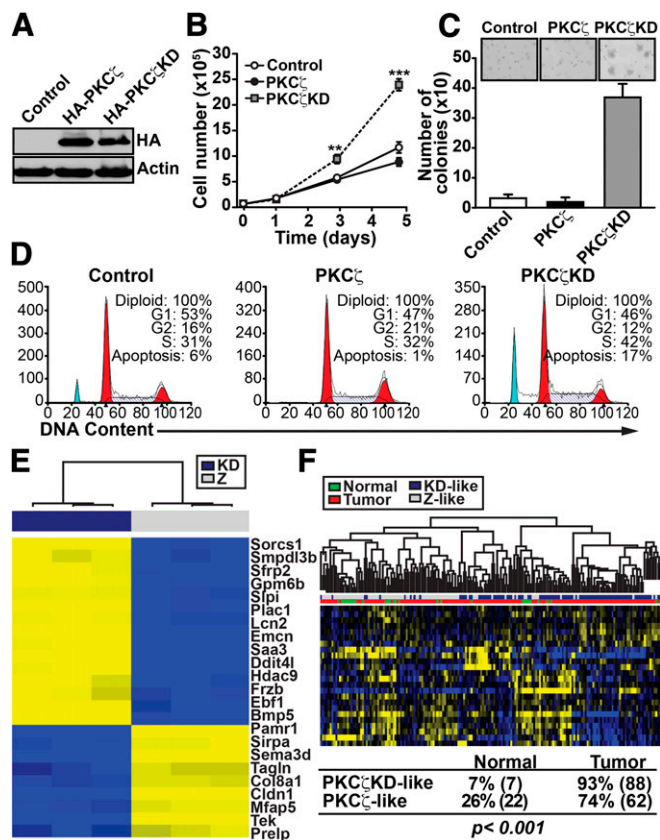 A
Control
HA-PKCζ
HA-PKCζKD
HA
Actin
B
Cell number (x10⁵)
30
25
20
15
10
5
0
0 1 2 3 4 5
Time (days)
Control
PKCζ
PKCζKD
**
***
C
Control PKCζ PKCζKD
Number of colonies (x10)
50
40
30
20
10
0
Control
PKCζ
PKCζKD
D
Control
500
400
300
200
100
0
Diploid: 100%
G1: 53%
G2: 16%
S: 31%
Apoptosis: 6%
0 20 40 60 80 100 120
PKCζ
400
320
240
160
80
0
Diploid: 100%
G1: 47%
G2: 21%
S: 32%
Apoptosis: 1%
0 20 40 60 80 100 120
PKCζKD
350
280
210
140
70
0
Diploid: 100%
G1: 46%
G2: 12%
S: 42%
Apoptosis: 17%
0 20 40 60 80 100 120
DNA Content
E
KD
Z
Sorcs1
Smpdl3b
Sfrp2
Gpm6b
Slpi
Plac1
Lcn2
Emcn
Saa3
Ddit4l
Hdac9
Frzb
Ebf1
Bmp5
Pamr1
Sirpa
Sema3d
Tagln
Col8a1
Cldn1
Mfap5
Tek
Prelp
F
Normal KD-like
Tumor Z-like
Normal Tumor
PKCζKD-like 7% (7) 93% (88)
PKCζ-like 26% (22) 74% (62)
p< 0.001